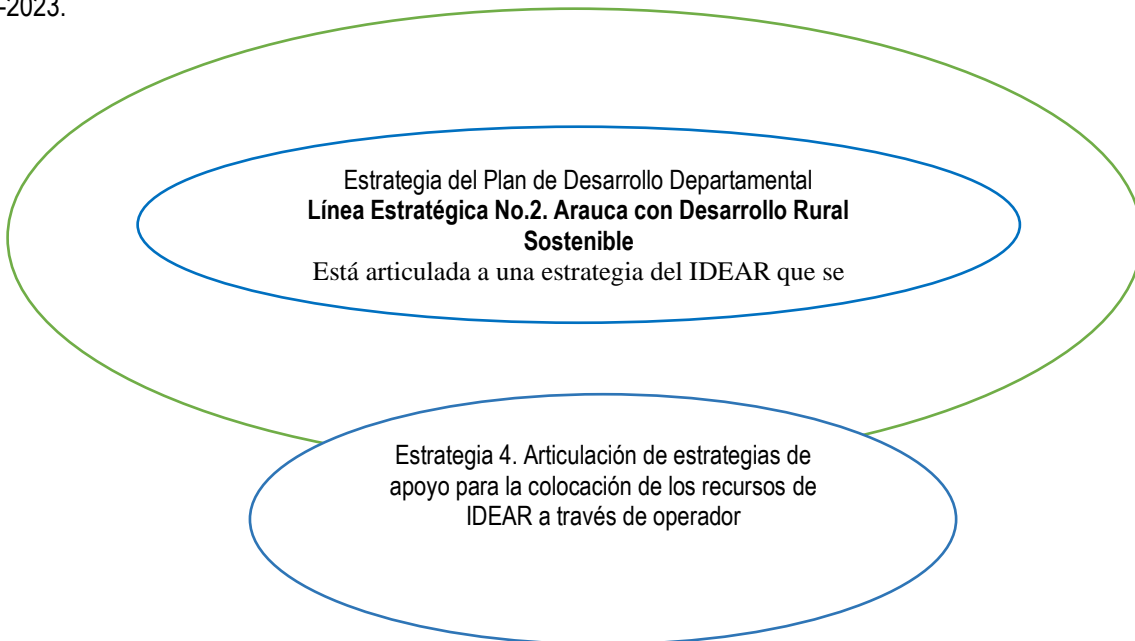 -2023.
Estrategia del Plan de Desarrollo Departamental
Línea Estratégica No.2. Arauca con Desarrollo Rural
Sostenible
Está articulada a una estrategia del IDEAR que se
Estrategia 4. Articulación de estrategias de
apoyo para la colocación de los recursos de
IDEAR a través de operador